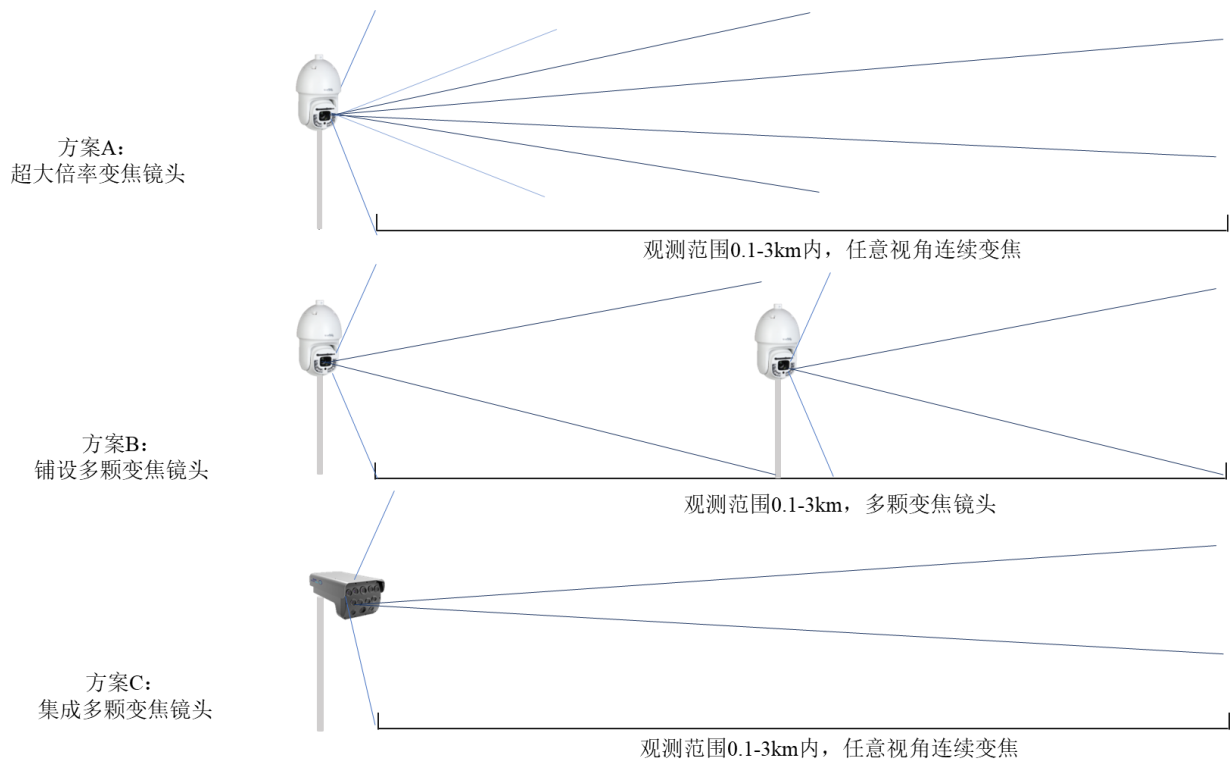 方案A：
超大倍率变焦镜头
观测范围0.1-3km内，任意视角连续变焦
方案B：
铺设多颗变焦镜头
观测范围0.1-3km，多颗变焦镜头
方案C：
集成多颗变焦镜头
观测范围0.1-3km内，任意视角连续变焦